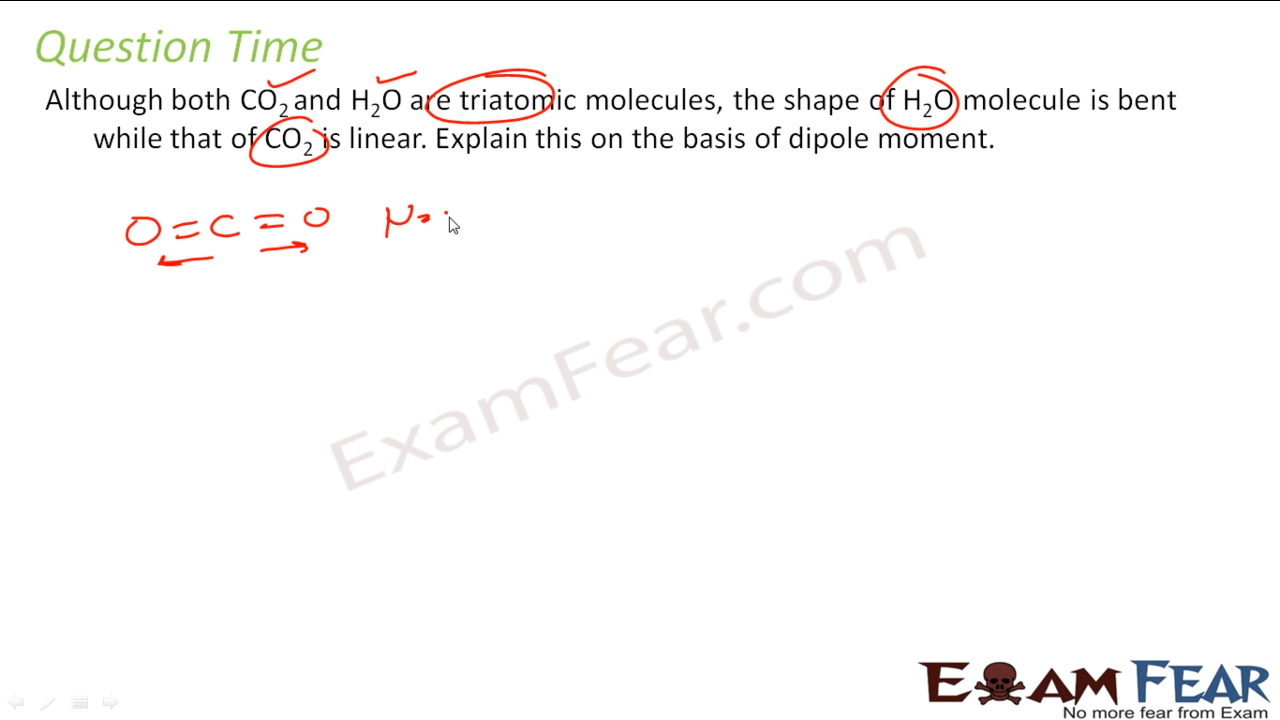 Question Time
Although both CO₂ and H₂O are triatomic molecules, the shape of H₂O molecule is bent
while that of CO₂ is linear. Explain this on the basis of dipole moment.
O=C=O
ExamFear.com
EXAM FEAR
No more fear from Exam